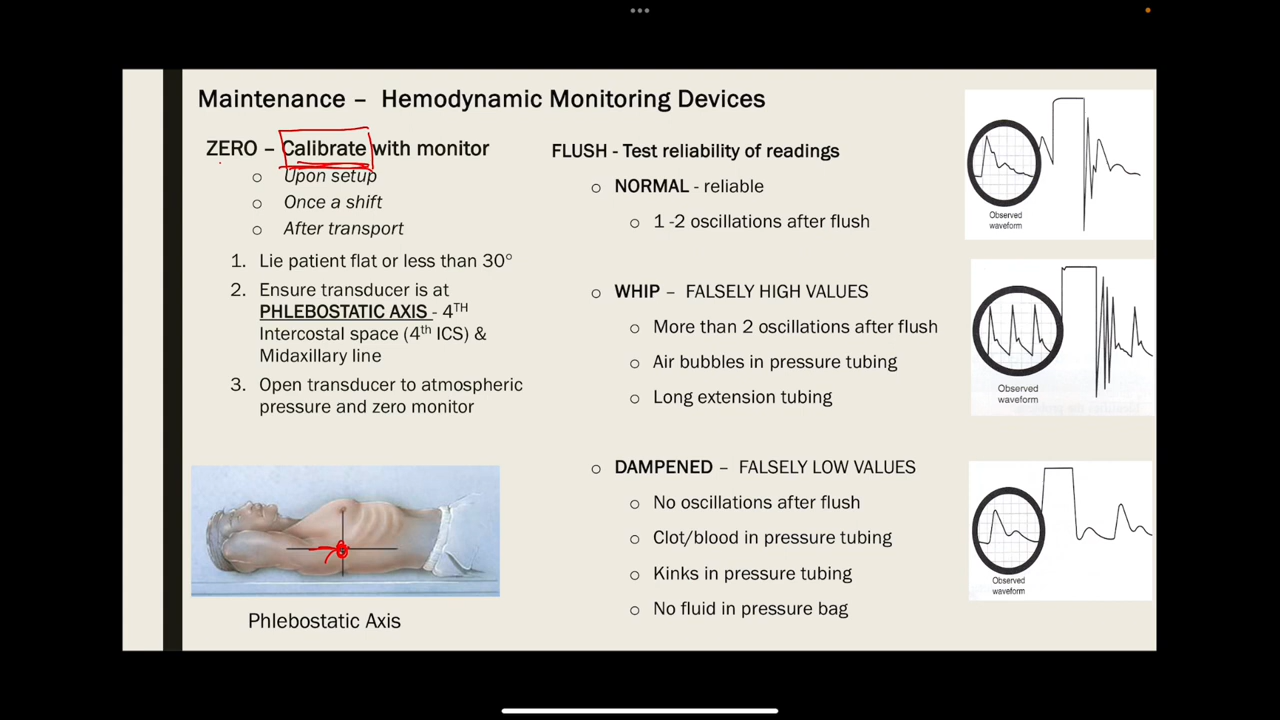 Maintenance – Hemodynamic Monitoring Devices
ZERO – Calibrate with monitor
o Upon setup
o Once a shift
o After transport
1. Lie patient flat or less than 30°
2. Ensure transducer is at
PHLEBOSTATIC AXIS - 4TH
Intercostal space (4th ICS) &
Midaxillary line
3. Open transducer to atmospheric
pressure and zero monitor
Phlebostatic Axis
FLUSH - Test reliability of readings
o NORMAL - reliable
o 1 -2 oscillations after flush
o WHIP – FALSELY HIGH VALUES
o More than 2 oscillations after flush
o Air bubbles in pressure tubing
o Long extension tubing
o DAMPENED – FALSELY LOW VALUES
o No oscillations after flush
o Clot/blood in pressure tubing
o Kinks in pressure tubing
o No fluid in pressure bag
Observed
waveform
Observed
waveform
Observed
waveform